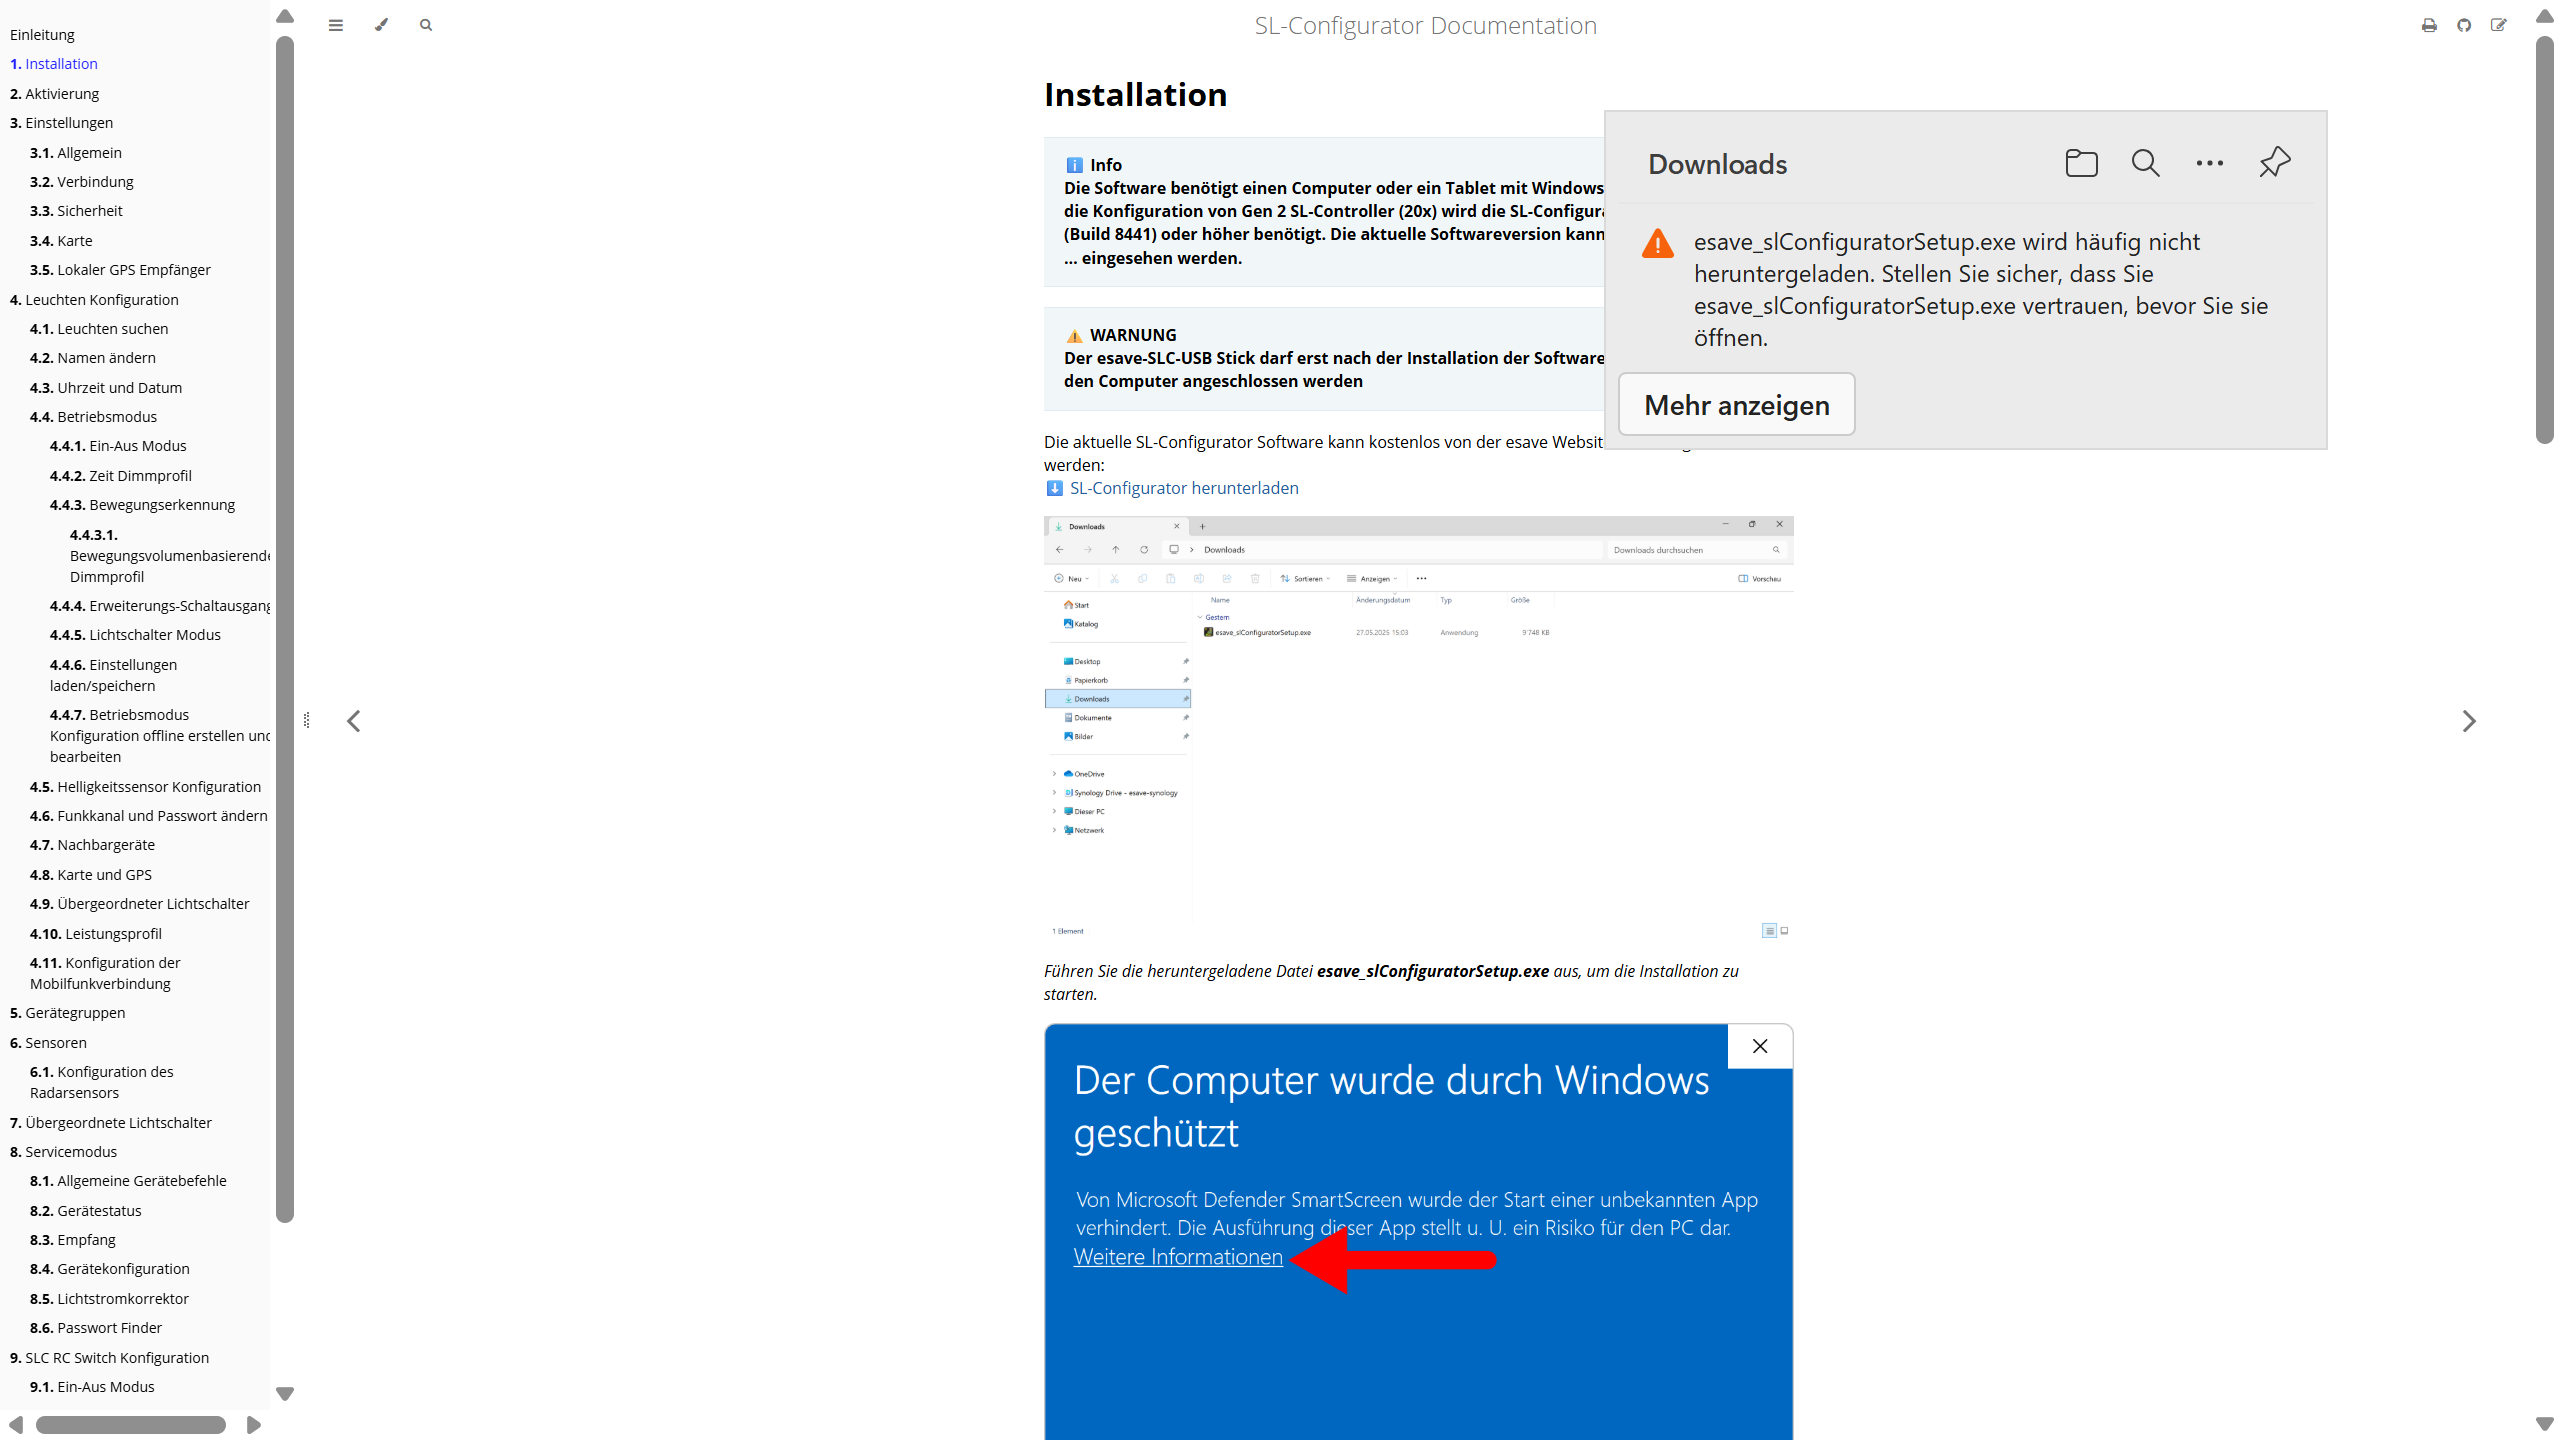 Einleitung
1. Installation
2. Aktivierung
3. Einstellungen
3.1. Allgemein
3.2. Verbindung
3.3. Sicherheit
3.4. Karte
3.5. Lokaler GPS Empfänger
4. Leuchten Konfiguration
4.1. Leuchten suchen
4.2. Namen ändern
4.3. Uhrzeit und Datum
4.4. Betriebsmodus
4.4.1. Ein-Aus Modus
4.4.2. Zeit Dimmprofil
4.4.3. Bewegungserkennung
4.4.3.1.
Bewegungsvolumenbasierende
Dimmprofil
4.4.4. Erweiterungs-Schaltausgang
4.4.5. Lichtschalter Modus
4.4.6. Einstellungen
laden/speichern
4.4.7. Betriebsmodus
Konfiguration offline erstellen und
bearbeiten
4.5. Helligkeitssensor Konfiguration
4.6. Funkkanal und Passwort ändern
4.7. Nachbargeräte
4.8. Karte und GPS
4.9. Übergeordneter Lichtschalter
4.10. Leistungsprofil
4.11. Konfiguration der
Mobilfunkverbindung
5. Gerätegruppen
6. Sensoren
6.1. Konfiguration des
Radarsensors
7. Übergeordnete Lichtschalter
8. Servicemodus
8.1. Allgemeine Gerätebefehle
8.2. Gerätestatus
8.3. Empfang
8.4. Gerätekonfiguration
8.5. Lichtstromkorrektor
8.6. Passwort Finder
9. SLC RC Switch Konfiguration
9.1. Ein-Aus Modus
SL-Configurator Documentation
Installation
Info
Die Software benötigt einen Computer oder ein Tablet mit Windows
die Konfiguration von Gen 2 SL-Controller (20x) wird die SL-Configura
(Build 8441) oder höher benötigt. Die aktuelle Softwareversion kann
... eingesehen werden.
WARNUNG
Der esave-SLC-USB Stick darf erst nach der Installation der Software
den Computer angeschlossen werden
Die aktuelle SL-Configurator Software kann kostenlos von der esave Websit
werden:
SL-Configurator herunterladen
Downloads
esave_slConfiguratorSetup.exe wird häufig nicht
heruntergeladen. Stellen Sie sicher, dass Sie
esave_slConfiguratorSetup.exe vertrauen, bevor Sie sie
öffnen.
Mehr anzeigen
Downloads
Downloads
Downloads durchsuchen
Neu
Sortieren
Anzeigen
Vorschau
Name Änderungsdatum Typ Größe
Gestern
esave_slConfiguratorSetup.exe 27.05.2025 15:03 Anwendung 9'748 KB
Start
Katalog
Desktop
Papierkorb
Downloads
Dokumente
Bilder
OneDrive
Synology Drive - esave-synology
Dieser PC
Netzwerk
1 Element
Führen Sie die heruntergeladene Datei esave_slConfiguratorSetup.exe aus, um die Installation zu
starten.
Der Computer wurde durch Windows
geschützt
Von Microsoft Defender SmartScreen wurde der Start einer unbekannten App
verhindert. Die Ausführung dieser App stellt u. U. ein Risiko für den PC dar.
Weitere Informationen